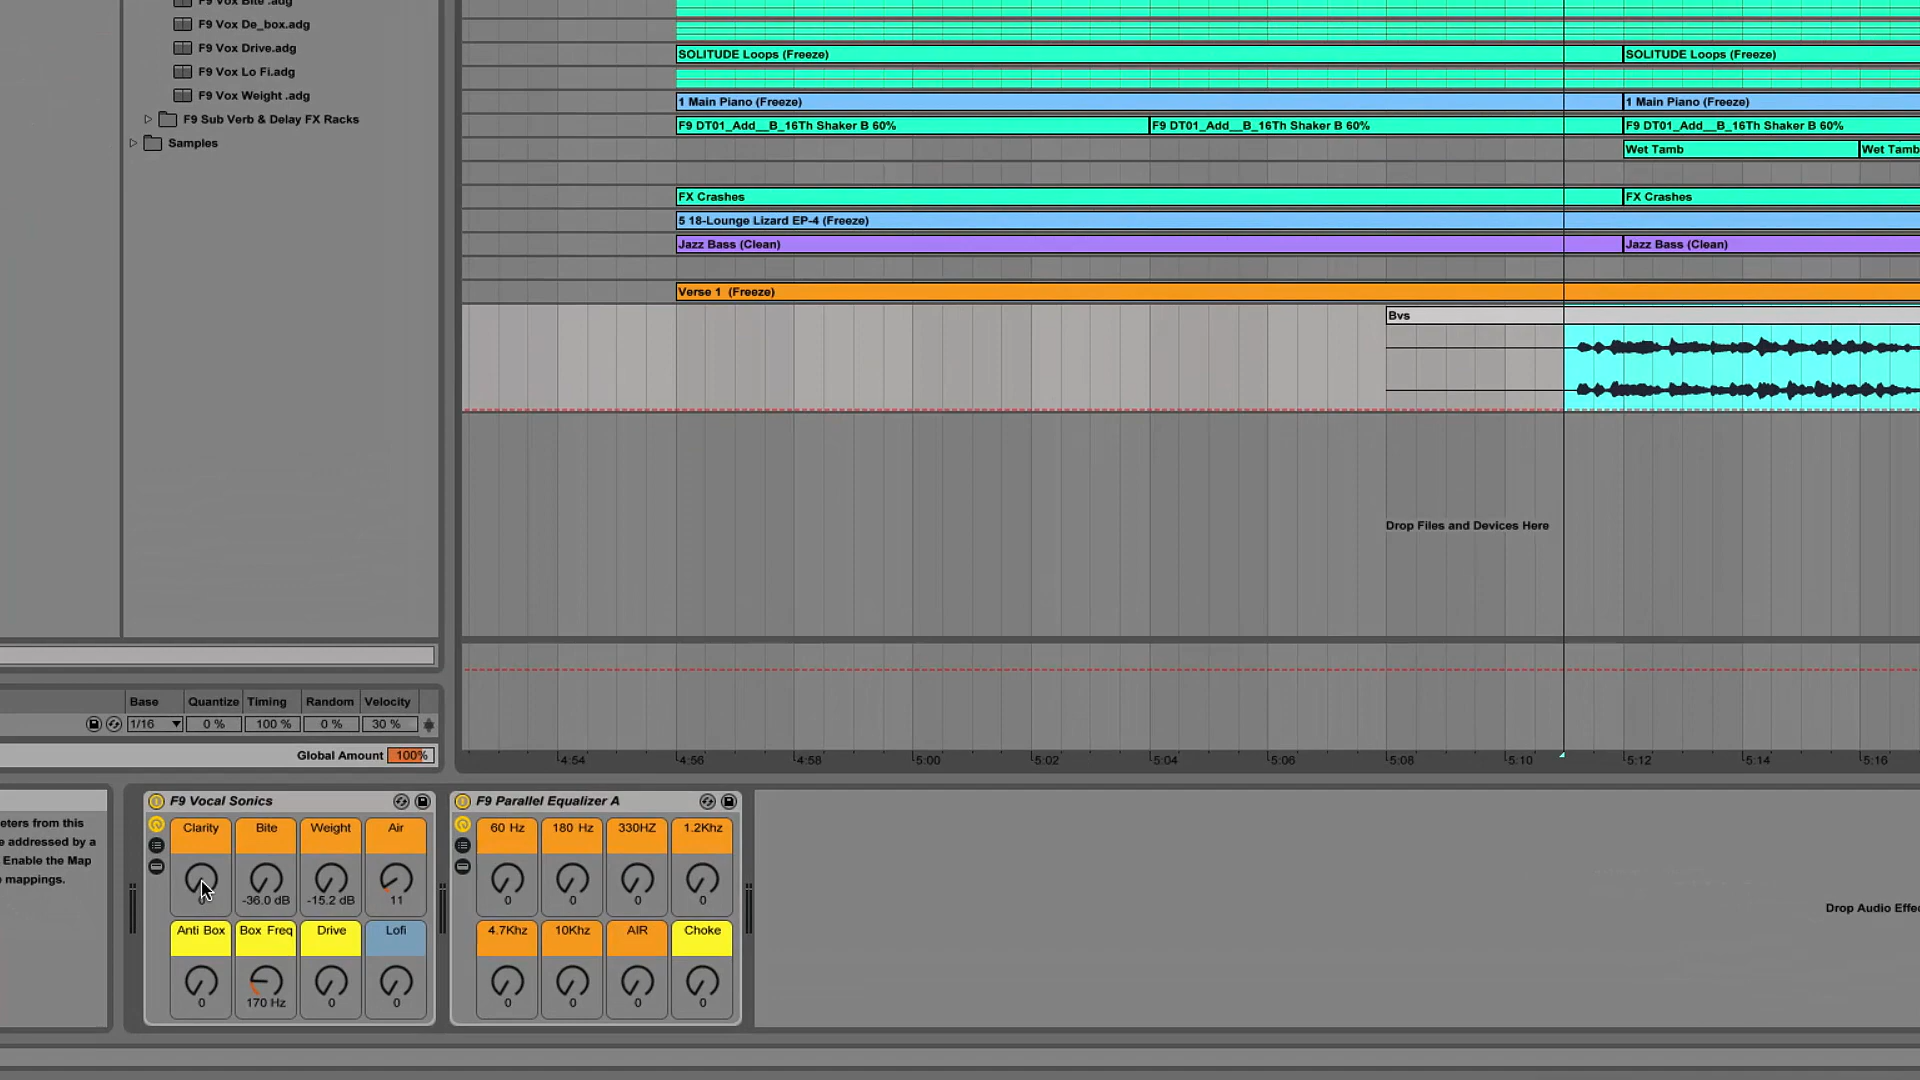 F9 Vox Bite .adg
F9 Vox De_box.adg
F9 Vox Drive.adg
F9 Vox Lo Fi.adg
F9 Vox Weight .adg
F9 Sub Verb & Delay FX Racks
Samples
SOLITUDE Loops (Freeze) SOLITUDE Loops (Freeze)
1 Main Piano (Freeze) 1 Main Piano (Freeze)
F9 DT01_Add__B_16Th Shaker B 60% F9 DT01_Add__B_16Th Shaker B 60% F9 DT01_Add__B_16Th Shaker B 60%
Wet Tamb Wet Tamb
FX Crashes FX Crashes
5 18-Lounge Lizard EP-4 (Freeze)
Jazz Bass (Clean) Jazz Bass (Clean)
Verse 1 (Freeze)
Bvs
Drop Files and Devices Here
Base Quantize Timing Random Velocity
1/16 0 % 100 % 0 % 30 %
Global Amount 100%
4:54 4:56 4:58 5:00 5:02 5:04 5:06 5:08 5:10 5:12 5:14 5:16
eters from this
e addressed by a
Enable the Map
mappings.
F9 Vocal Sonics
Clarity Bite Weight Air
0 -36.0 dB -15.2 dB 11
Anti Box Box Freq Drive Lofi
0 170 Hz 0 0
F9 Parallel Equalizer A
60 Hz 180 Hz 330HZ 1.2Khz
0 0 0 0
4.7Khz 10Khz AIR Choke
0 0 0 0
Drop Audio Effe